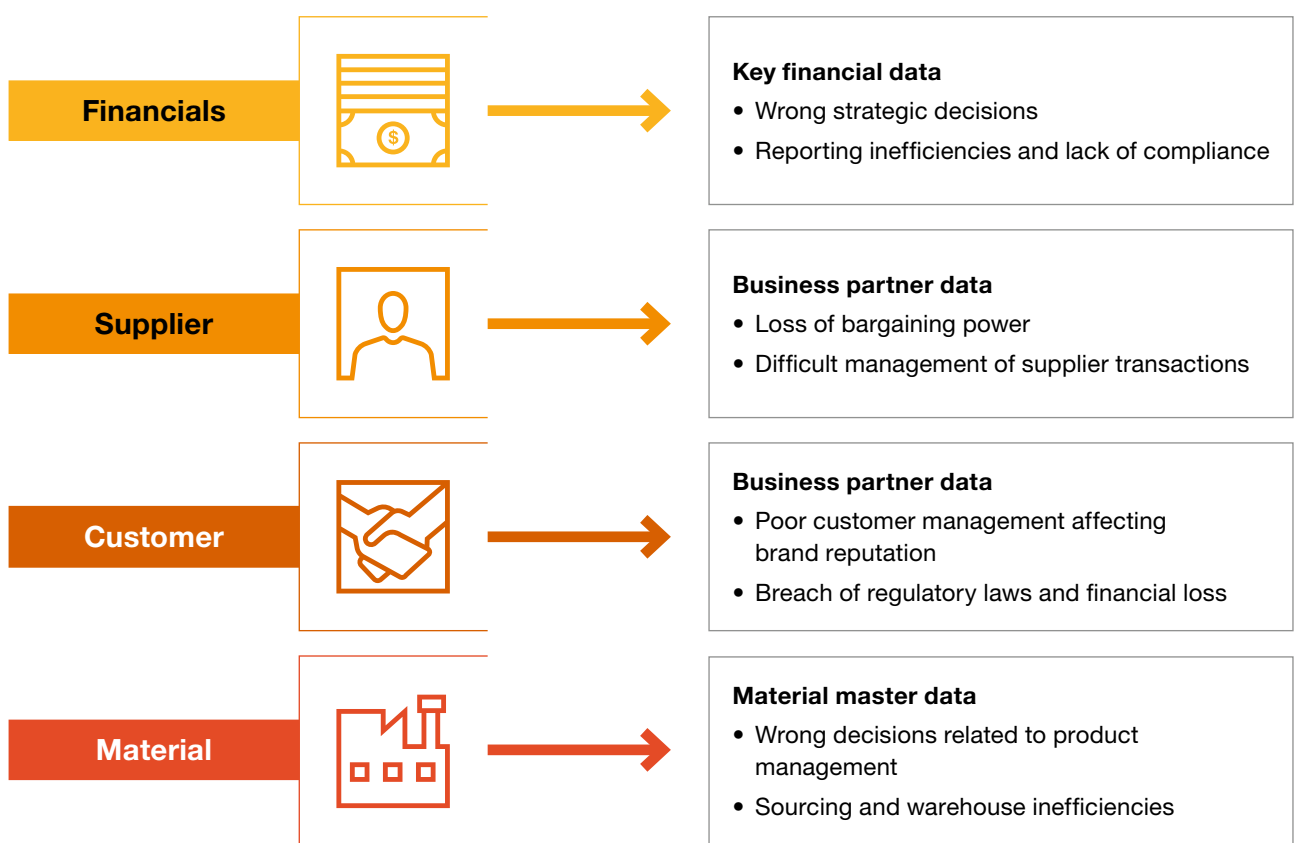 Financials
$
Key financial data
• Wrong strategic decisions
• Reporting inefficiencies and lack of compliance
Supplier
Business partner data
• Loss of bargaining power
• Difficult management of supplier transactions
Customer
Business partner data
• Poor customer management affecting
brand reputation
• Breach of regulatory laws and financial loss
Material
Material master data
• Wrong decisions related to product
management
• Sourcing and warehouse inefficiencies